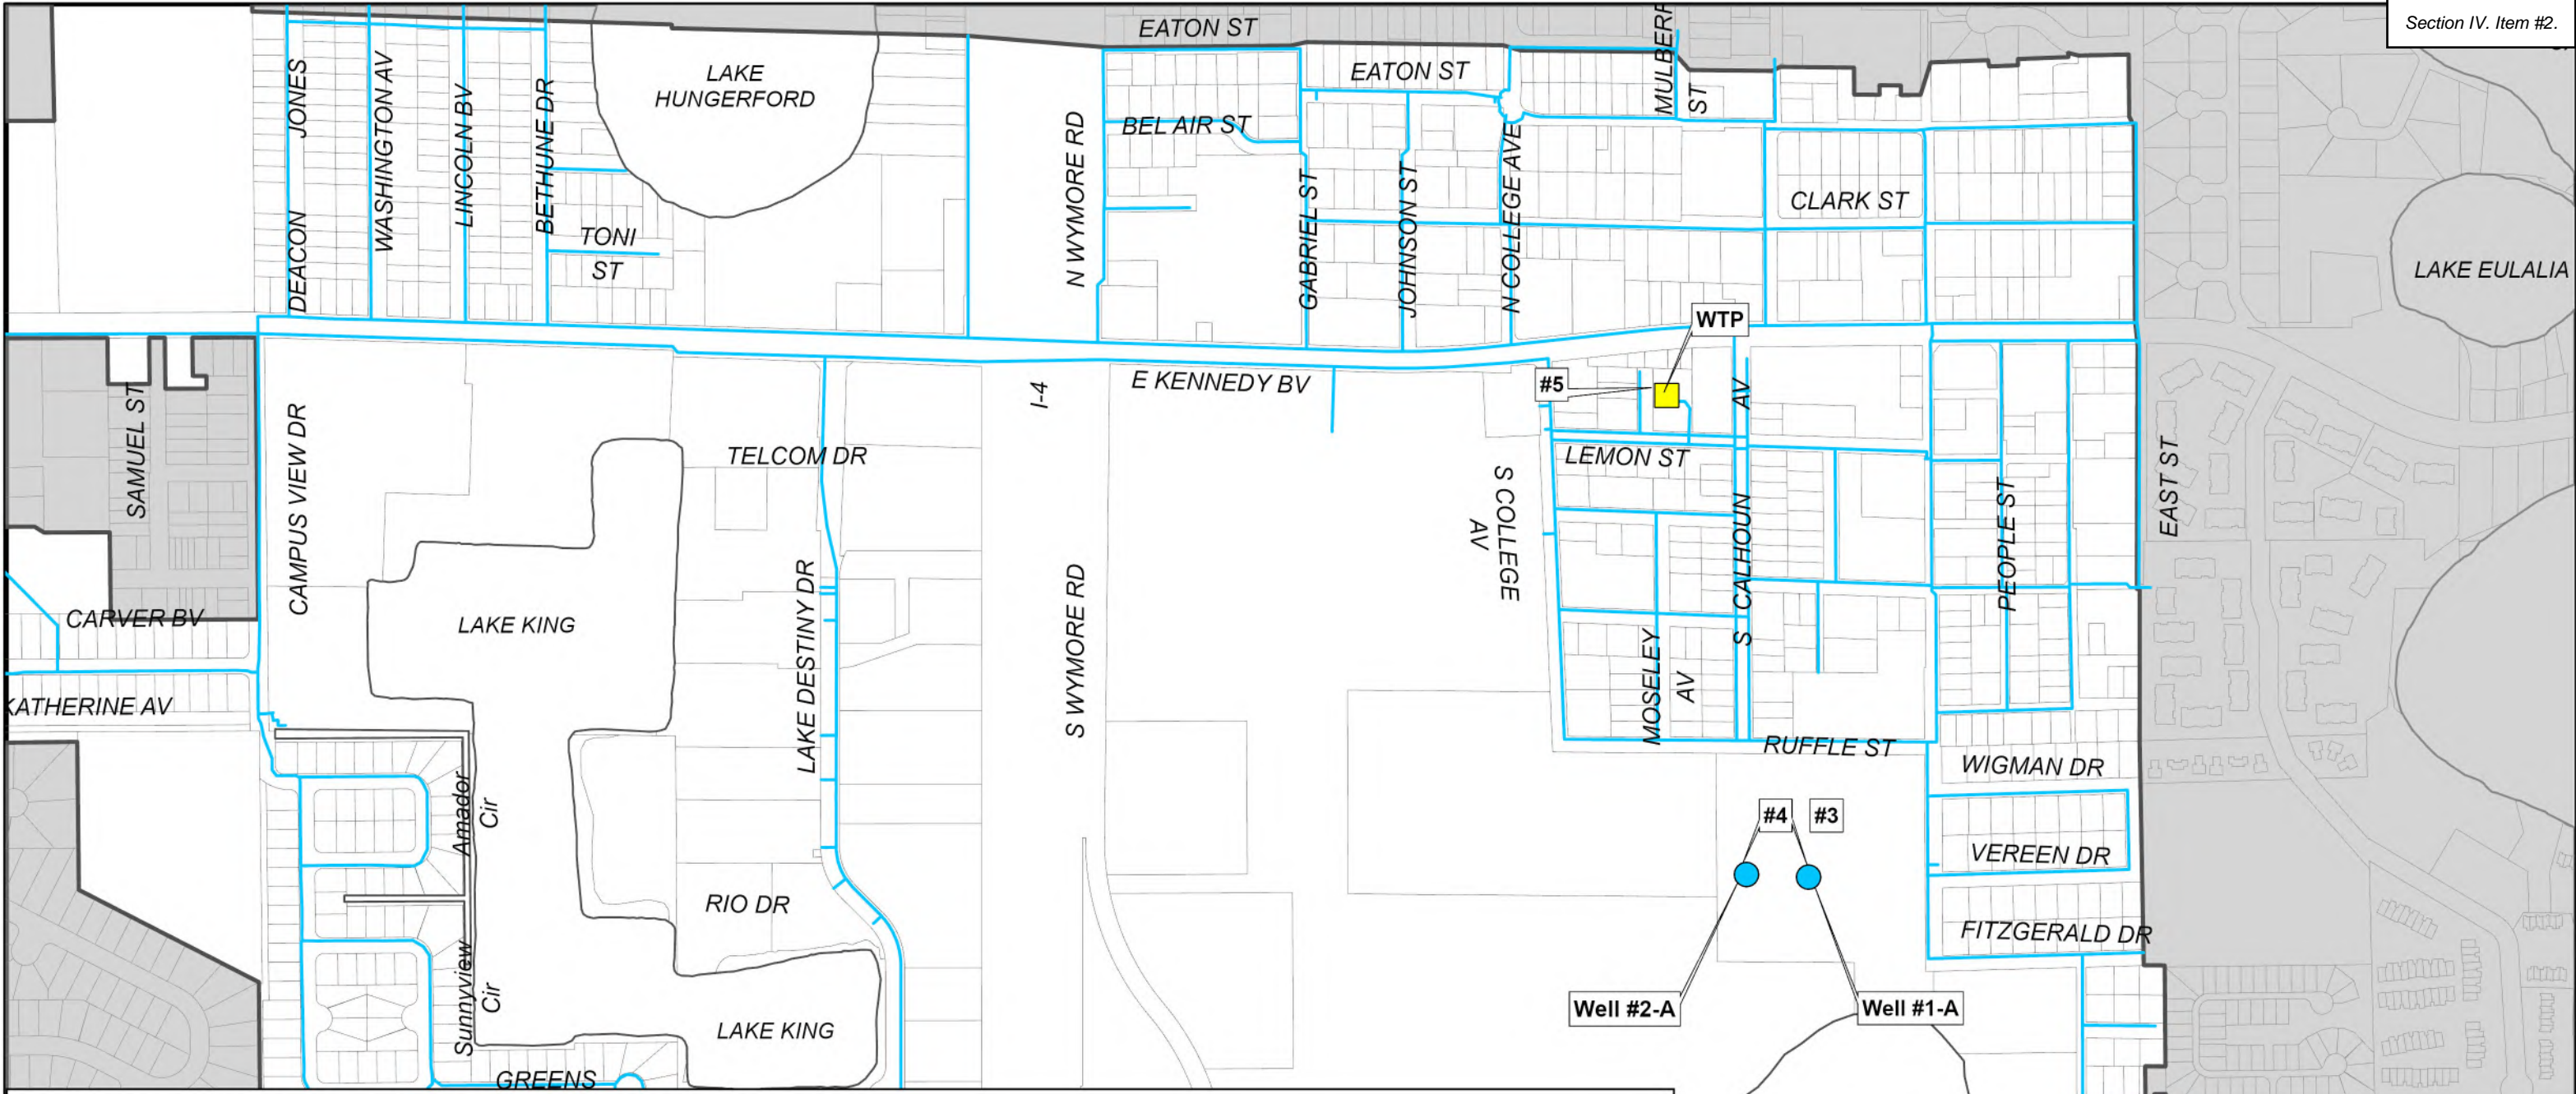 Section IV. Item #2.
EATON ST
LAKE
HUNGERFORD
EATON ST
MULBERR
ST
JONES
DEACON
WASHINGTON AV
LINCOLN BV
BETHUNE DR
TONI
ST
N WYMORE RD
BEL AIR ST
GABRIEL ST
JOHNSON ST
N COLLEGE AVE
CLARK ST
LAKE EULALIA
WTP
#5
E KENNEDY BV
I-4
SAMUEL ST
CAMPUS VIEW DR
TELCOM DR
LEMON ST
S COLLEGE
AV
AV
S CALHOUN
PEOPLE ST
EAST ST
LAKE DESTINY DR
S WYMORE RD
CARVER BV
LAKE KING
MOSELEY
AV
KATHERINE AV
RUFFLE ST
WIGMAN DR
Amador
Cir
#4
#3
VEREEN DR
RIO DR
FITZGERALD DR
Sunnyview
Cir
Well #2-A
Well #1-A
LAKE KING
GREENS